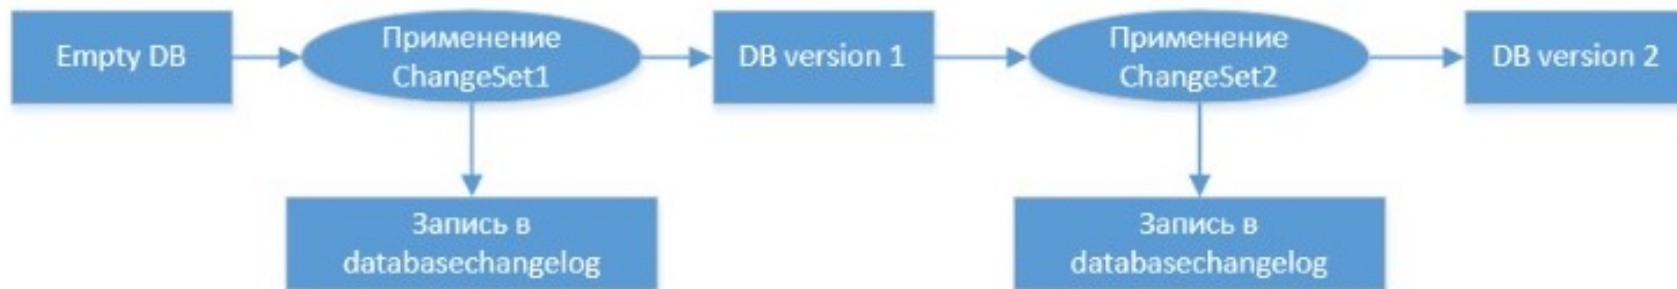 Empty DB
Применение
ChangeSet1
DB version 1
Применение
ChangeSet2
DB version 2
Запись в
databasechangelog
Запись в
databasechangelog